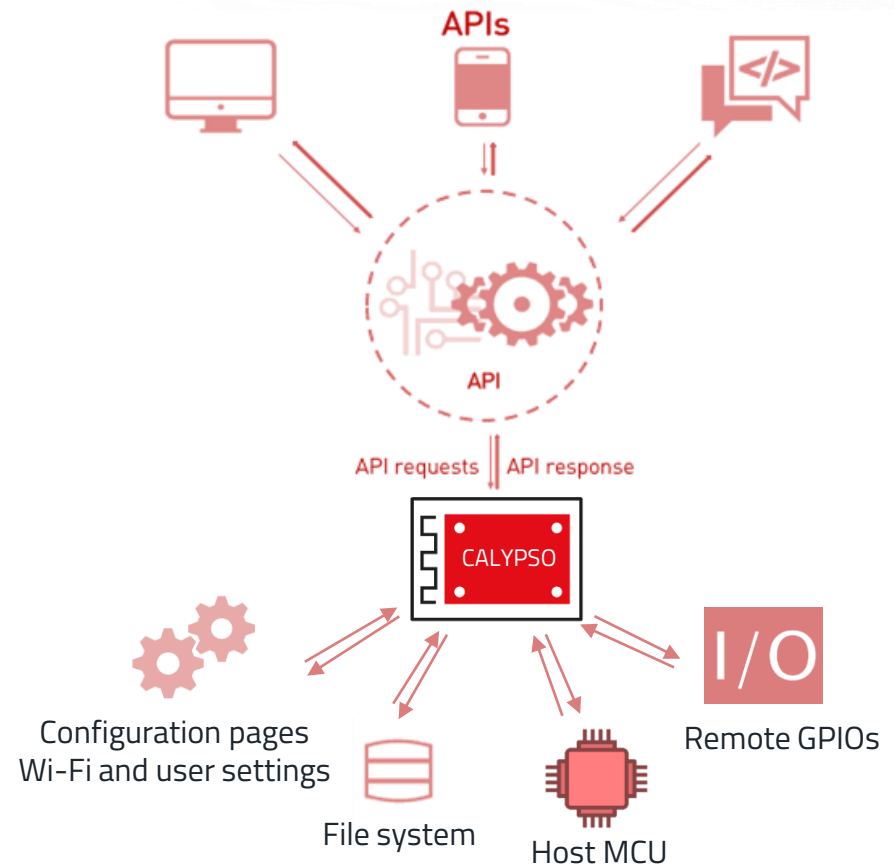 APIs
</>
API
API requests
API response
CALYPSO
I/O
Configuration pages
Wi-Fi and user settings
Remote GPIOs
File system
Host MCU